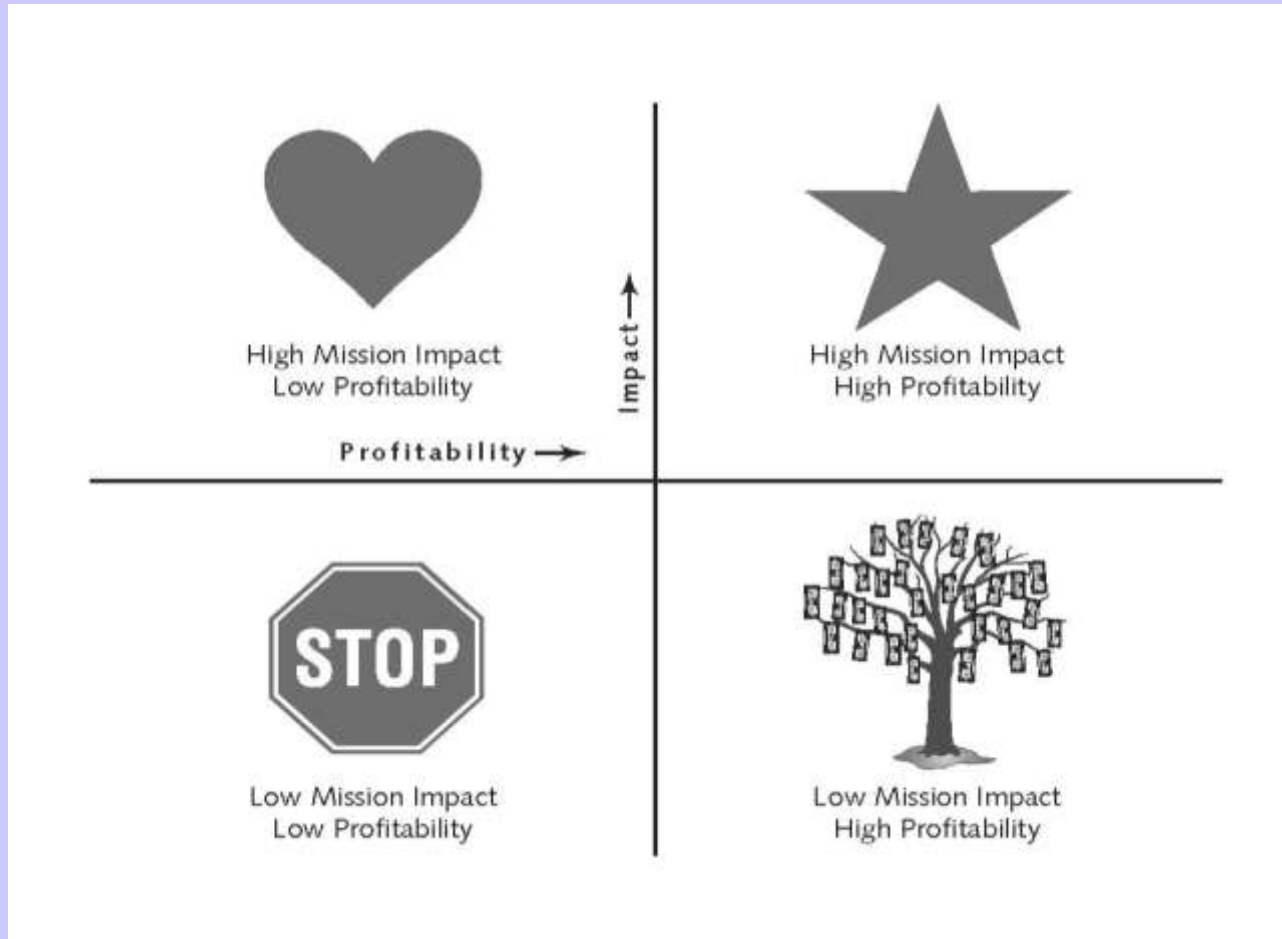 High Mission Impact
Low Profitability
High Mission Impact
High Profitability
Impact
Profitability
STOP
Low Mission Impact
Low Profitability
Low Mission Impact
High Profitability